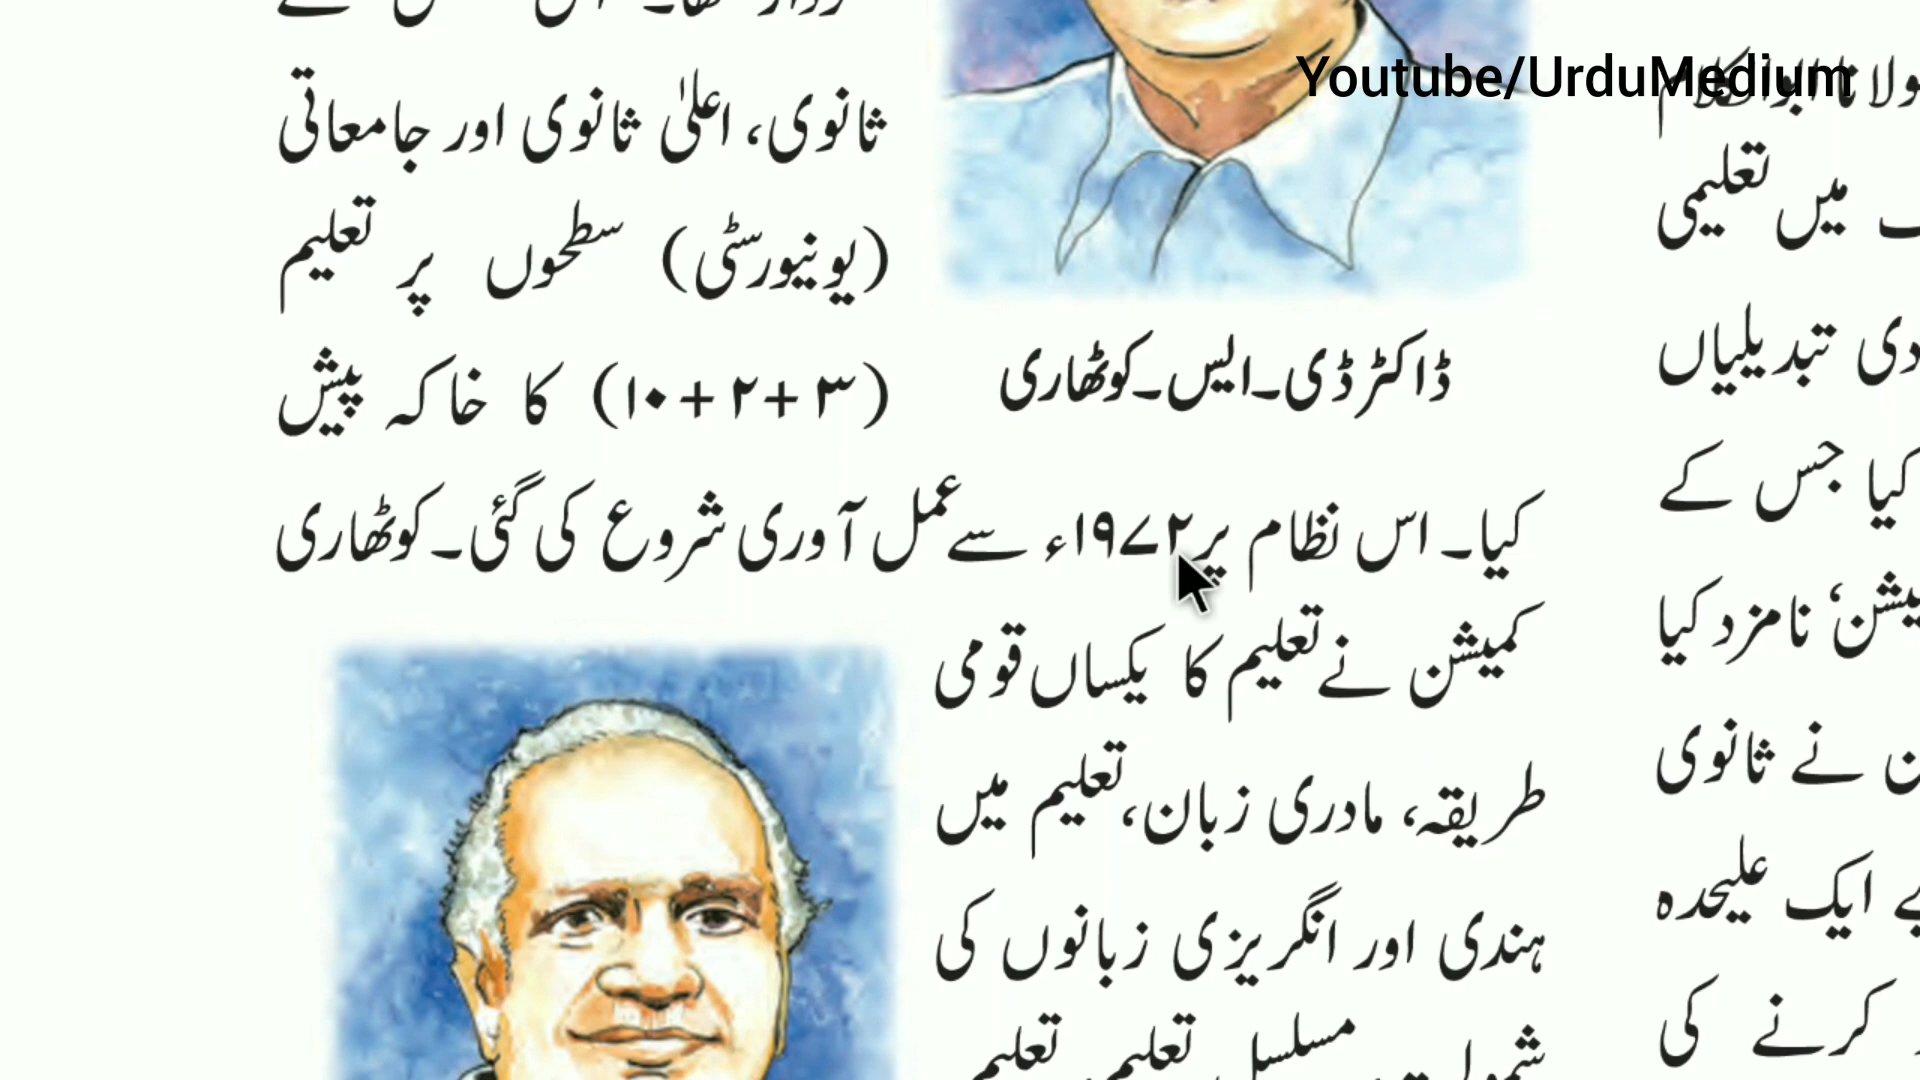 Youtube/UrduMedium
میں تعلیمی
تبدیلیاں
کیا جس کے
نامزد کیا
نے ثانوی
ایک علیحدہ
کرنے کی
ثانوی، اعلیٰ ثانوی اور جامعاتی
(یونیورسٹی) سطحوں پر تعلیم
(۱۰+۲+۳) کا خاکہ پیش
ڈاکٹر ڈی۔ایس۔کوٹھاری
کیا۔ اس نظام پر ۱۹۷۲ء سے عمل آوری شروع کی گئی۔ کوٹھاری
کمیشن نے تعلیم کا یکساں قومی
طریقہ، مادری زبان، تعلیم میں
ہندی اور انگریزی زبانوں کی
مسلسل تعلیم، تعلیم